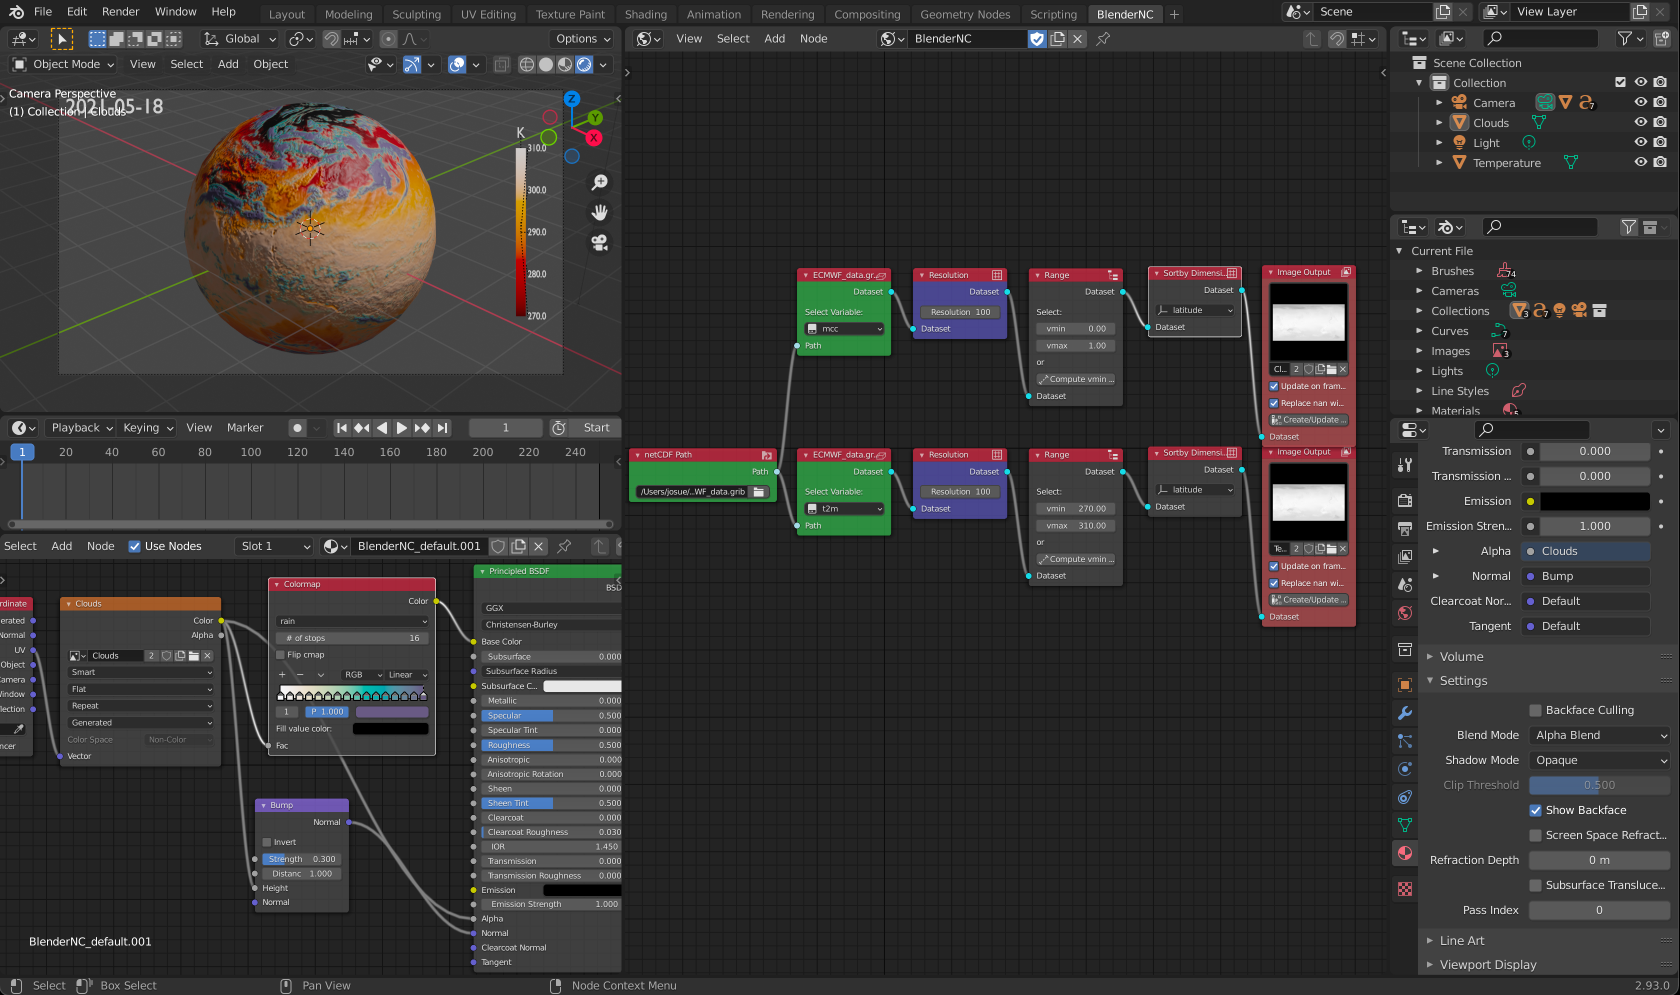 File Edit Render Window Help Layout Modeling Sculpting UV Editing Texture Paint Shading Animation Rendering Compositing Geometry Nodes Scripting BlenderNC + Scene View Layer
Global Options
Object Mode View Select Add Object
Camera Perspective
2021-05-18
(1) Collection | Clouds
Z
Y
X
K
310.0
300.0
290.0
280.0
270.0
Playback Keying View Marker 1 Start
1 20 40 60 80 100 120 140 160 180 200 220 240
Select Add Node Use Nodes Slot 1 BlenderNC_default.001
rdinate
erated
Normal
UV
Object
Camera
Window
flection
ncer
Clouds
Color
Alpha
Clouds 2
Smart
Flat
Repeat
Generated
Color Space Non-Color
Vector
Colormap
Color
rain
# of stops 16
Flip cmap
+ − RGB Linear
1 P 1.000
Fill value color:
Fac
Bump
Normal
Invert
Strength 0.300
Distanc 1.000
Height
Normal
Principled BSDF
BSD
GGX
Christensen-Burley
Base Color
Subsurface 0.000
Subsurface Radius
Subsurface C...
Metallic 0.000
Specular 0.500
Specular Tint 0.000
Roughness 0.500
Anisotropic 0.000
Anisotropic Rotation 0.000
Sheen 0.000
Sheen Tint 0.500
Clearcoat 0.000
Clearcoat Roughness 0.030
IOR 1.450
Transmission 0.000
Transmission Roughness 0.000
Emission
Emission Strength 1.000
Alpha
Normal
Clearcoat Normal
Tangent
BlenderNC_default.001
View Select Add Node BlenderNC
ECMWF_data.gr..
Dataset
Select Variable:
mcc
Path
Resolution
Dataset
Resolution 100
Dataset
Range
Dataset
Select:
vmin 0.00
vmax 1.00
or
Compute vmin ...
Dataset
Sortby Dimensi..
Dataset
latitude
Dataset
Image Output
Cl... 2
Update on fram...
Replace nan wi...
Create/Update ...
Dataset
netCDF Path
Path
/Users/josue/...WF_data.grib
ECMWF_data.gr..
Dataset
Select Variable:
t2m
Path
Resolution
Dataset
Resolution 100
Dataset
Range
Dataset
Select:
vmin 270.00
vmax 310.00
or
Compute vmin ...
Dataset
Sortby Dimensi..
Dataset
latitude
Dataset
Image Output
Te... 2
Update on fram...
Replace nan wi...
Create/Update ...
Dataset
Scene Collection
Collection
Camera 7
Clouds
Light
Temperature
Current File
Brushes 74
Cameras
Collections 3 7
Curves 7
Images 3
Lights
Line Styles
Materials 5
Transmission 0.000
Transmission ... 0.000
Emission
Emission Stren... 1.000
Alpha Clouds
Normal Bump
Clearcoat Nor... Default
Tangent Default
Volume
Settings
Backface Culling
Blend Mode Alpha Blend
Shadow Mode Opaque
Clip Threshold 0.500
Show Backface
Screen Space Refract...
Refraction Depth 0 m
Subsurface Transluce...
Pass Index 0
Line Art
Viewport Display
Select Box Select Pan View Node Context Menu 2.93.0